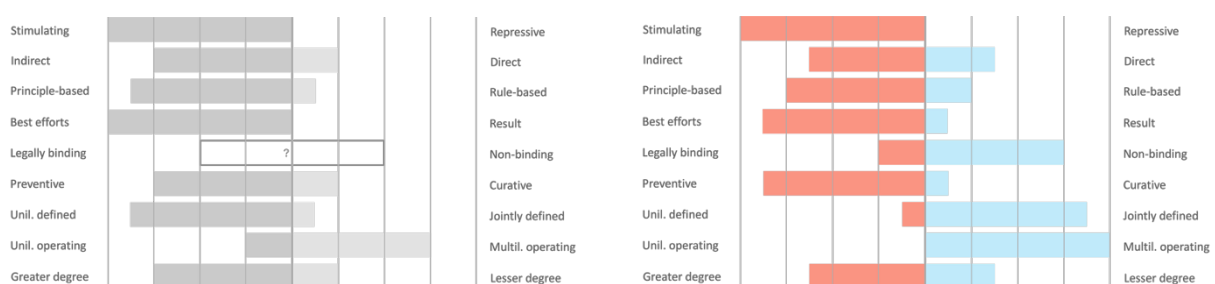 Stimulating Repressive
Indirect Direct
Principle-based Rule-based
Best efforts Result
Legally binding ? Non-binding
Preventive Curative
Unil. defined Jointly defined
Unil. operating Multil. operating
Greater degree Lesser degree
Stimulating Repressive
Indirect Direct
Principle-based Rule-based
Best efforts Result
Legally binding Non-binding
Preventive Curative
Unil. defined Jointly defined
Unil. operating Multil. operating
Greater degree Lesser degree